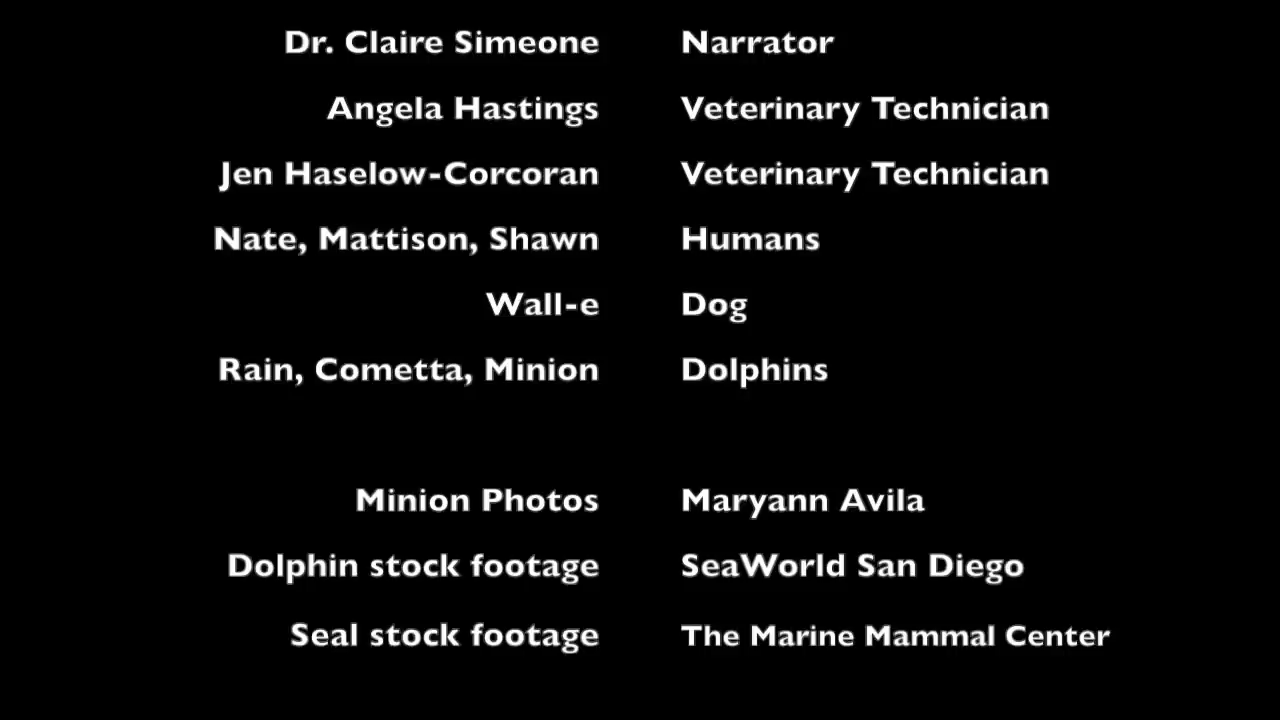 Dr. Claire Simeone Narrator
Angela Hastings Veterinary Technician
Jen Haselow-Corcoran Veterinary Technician
Nate, Mattison, Shawn Humans
Wall-e Dog
Rain, Cometta, Minion Dolphins
Minion Photos Maryann Avila
Dolphin stock footage SeaWorld San Diego
Seal stock footage The Marine Mammal Center